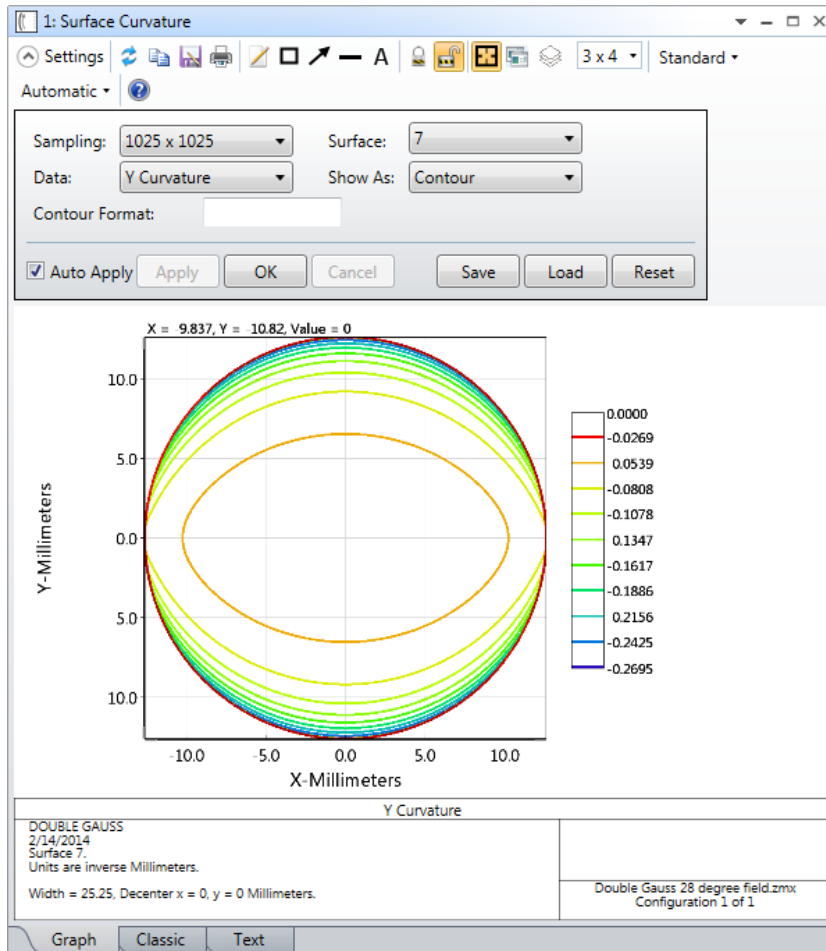 1: Surface Curvature
Settings
A
3 x 4
Standard
Automatic
?
Sampling: 1025 x 1025 Surface: 7
Data: Y Curvature Show As: Contour
Contour Format:
Auto Apply Apply OK Cancel Save Load Reset
X = -9.837, Y = -10.82, Value = 0
10.0
5.0
0.0
5.0
10.0
Y-Millimeters
-10.0 -5.0 0.0 5.0 10.0
X-Millimeters
0.0000
-0.0269
0.0539
-0.0808
-0.1078
0.1347
-0.1617
-0.1886
0.2156
-0.2425
-0.2695
Y Curvature
DOUBLE GAUSS
2/14/2014
Surface 7.
Units are inverse Millimeters.
Width = 25.25, Decenter x = 0, y = 0 Millimeters.
Double Gauss 28 degree field.zmx
Configuration 1 of 1
Graph Classic Text